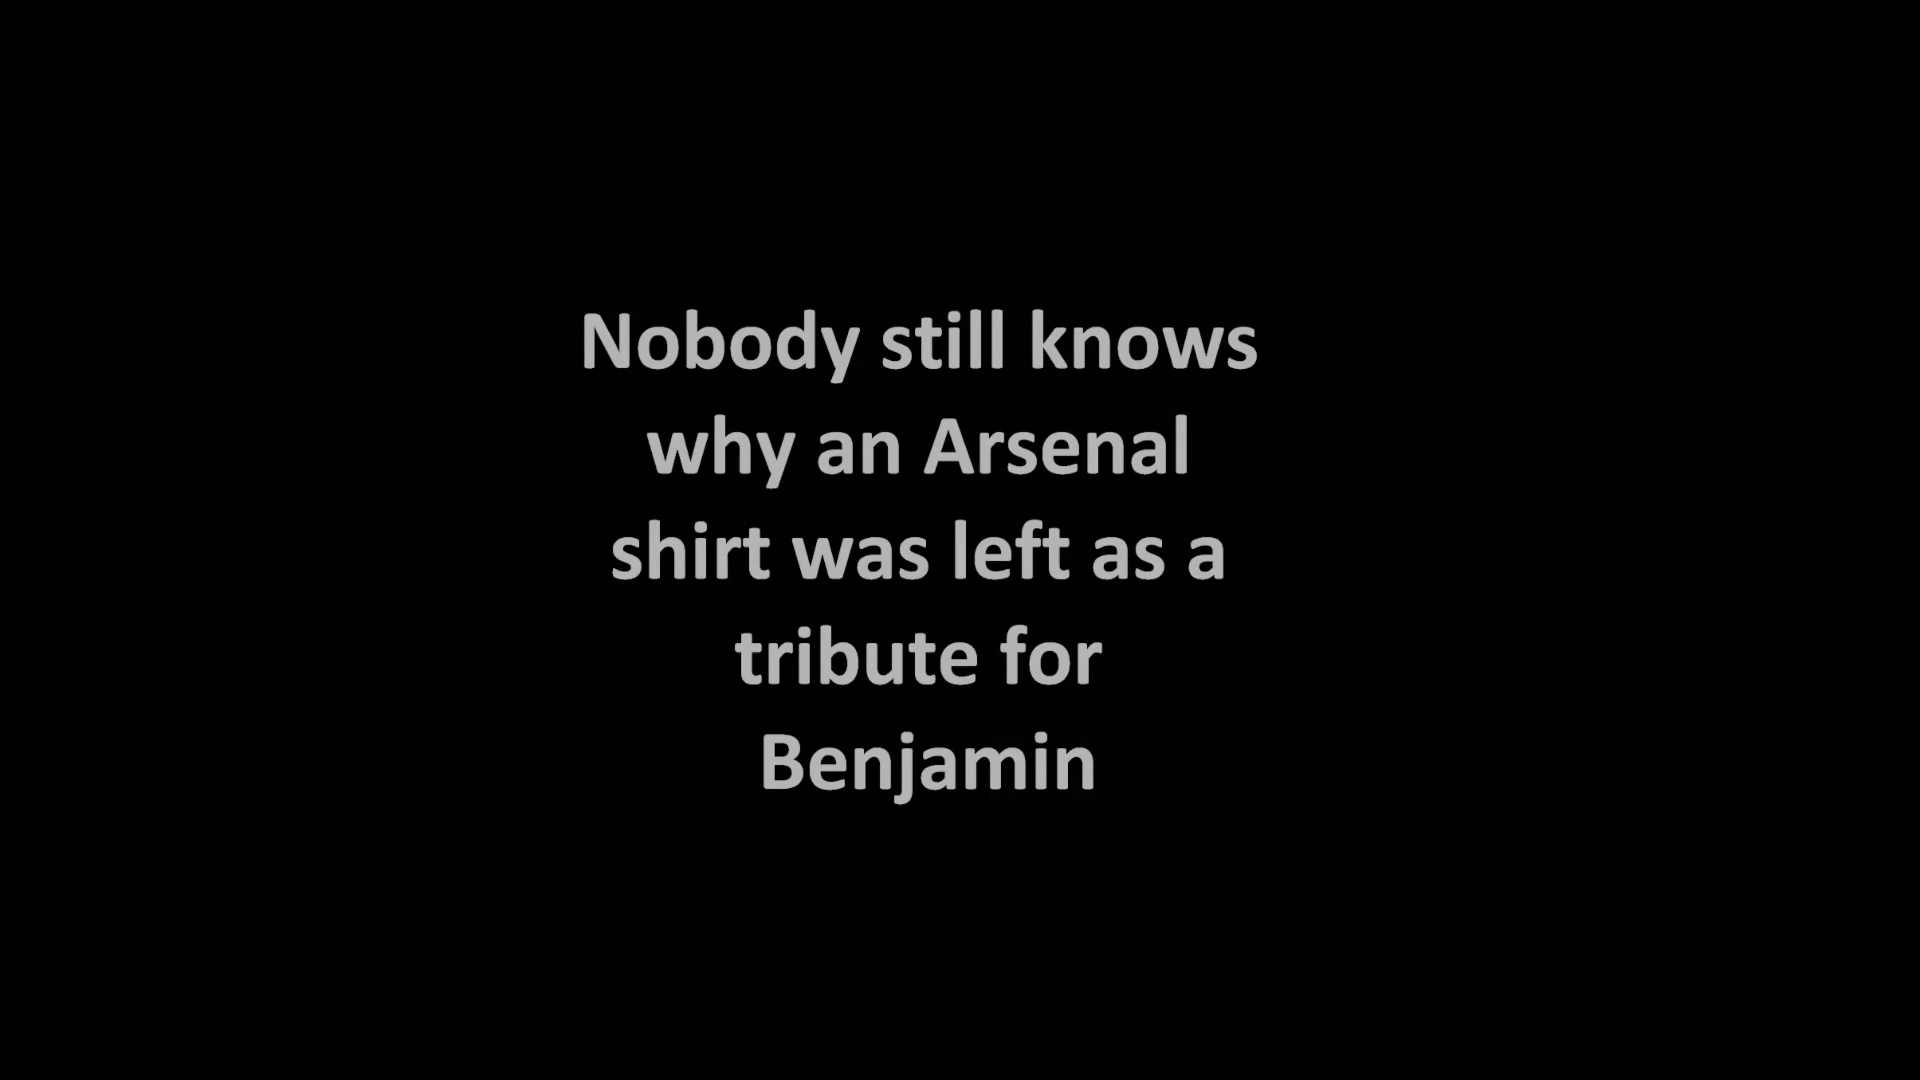 Nobody still knows
why an Arsenal
shirt was left as a
tribute for
Benjamin